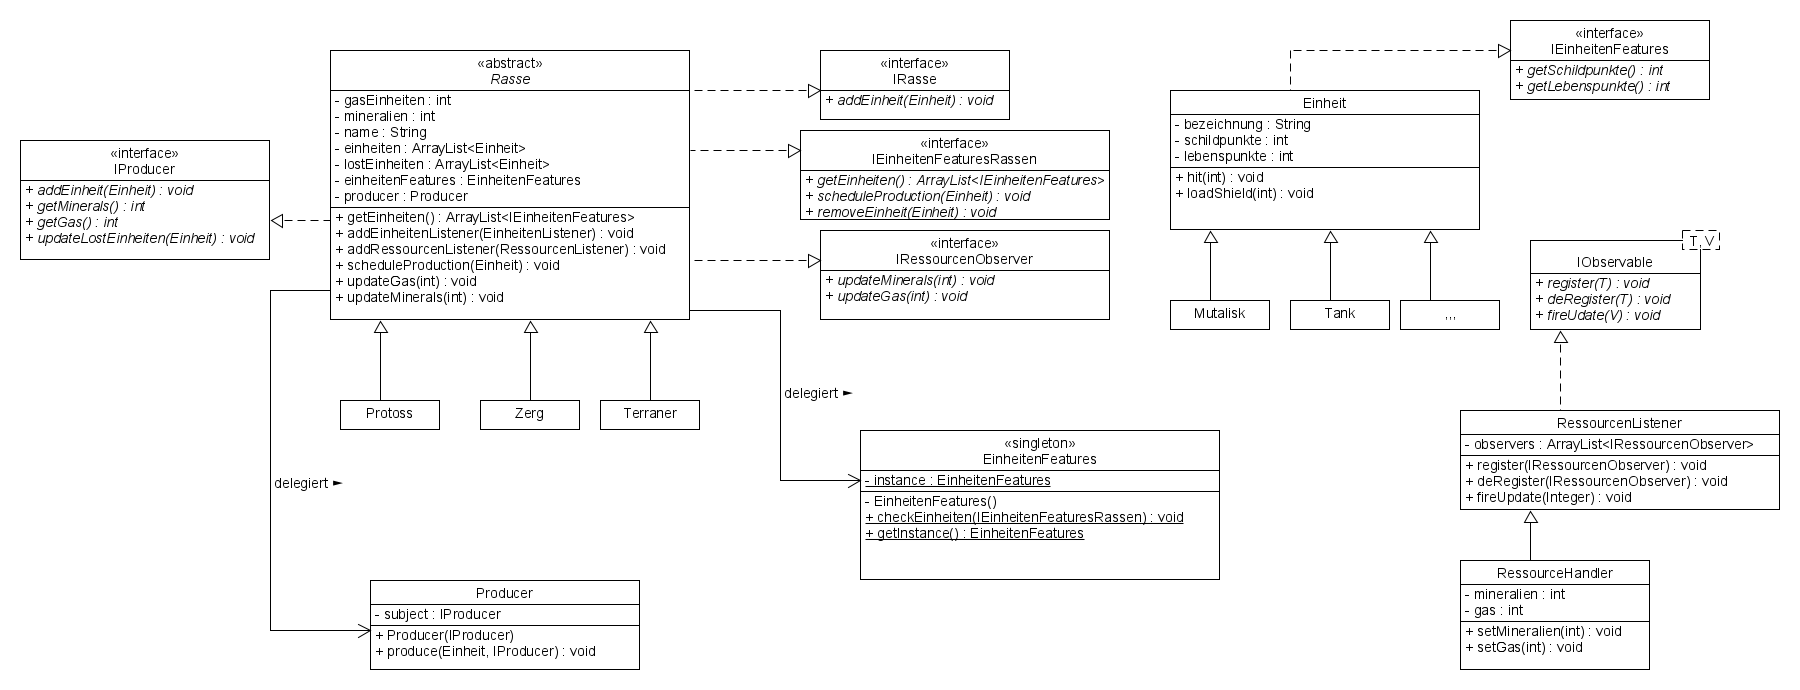 «interface»
IProducer
+ addEinheit(Einheit) : void
+ getMinerals() : int
+ getGas() : int
+ updateLostEinheiten(Einheit) : void
«abstract»
Rasse
- gasEinheiten : int
- mineralien : int
- name : String
- einheiten : ArrayList<Einheit>
- lostEinheiten : ArrayList<Einheit>
- einheitenFeatures : EinheitenFeatures
- producer : Producer
+ getEinheiten() : ArrayList<IEinheitenFeatures>
+ addEinheitenListener(EinheitenListener) : void
+ addRessourcenListener(RessourcenListener) : void
+ scheduleProduction(Einheit) : void
+ updateGas(int) : void
+ updateMinerals(int) : void
«interface»
IRasse
+ addEinheit(Einheit) : void
«interface»
IEinheitenFeaturesRassen
+ getEinheiten() : ArrayList<IEinheitenFeatures>
+ scheduleProduction(Einheit) : void
+ removeEinheit(Einheit) : void
«interface»
IRessourcenObserver
+ updateMinerals(int) : void
+ updateGas(int) : void
Protoss
Zerg
Terraner
delegiert ►
delegiert ►
«singleton»
EinheitenFeatures
- instance : EinheitenFeatures
- EinheitenFeatures()
+ checkEinheiten(IEinheitenFeaturesRassen) : void
+ getInstance() : EinheitenFeatures
Producer
- subject : IProducer
+ Producer(IProducer)
+ produce(Einheit, IProducer) : void
«interface»
IEinheitenFeatures
+ getSchildpunkte() : int
+ getLebenspunkte() : int
Einheit
- bezeichnung : String
- schildpunkte : int
- lebenspunkte : int
+ hit(int) : void
+ loadShield(int) : void
Mutalisk
Tank
,,,
T, V
IObservable
+ register(T) : void
+ deRegister(T) : void
+ fireUdate(V) : void
RessourcenListener
- observers : ArrayList<IRessourcenObserver>
+ register(IRessourcenObserver) : void
+ deRegister(IRessourcenObserver) : void
+ fireUpdate(Integer) : void
RessourceHandler
- mineralien : int
- gas : int
+ setMineralien(int) : void
+ setGas(int) : void